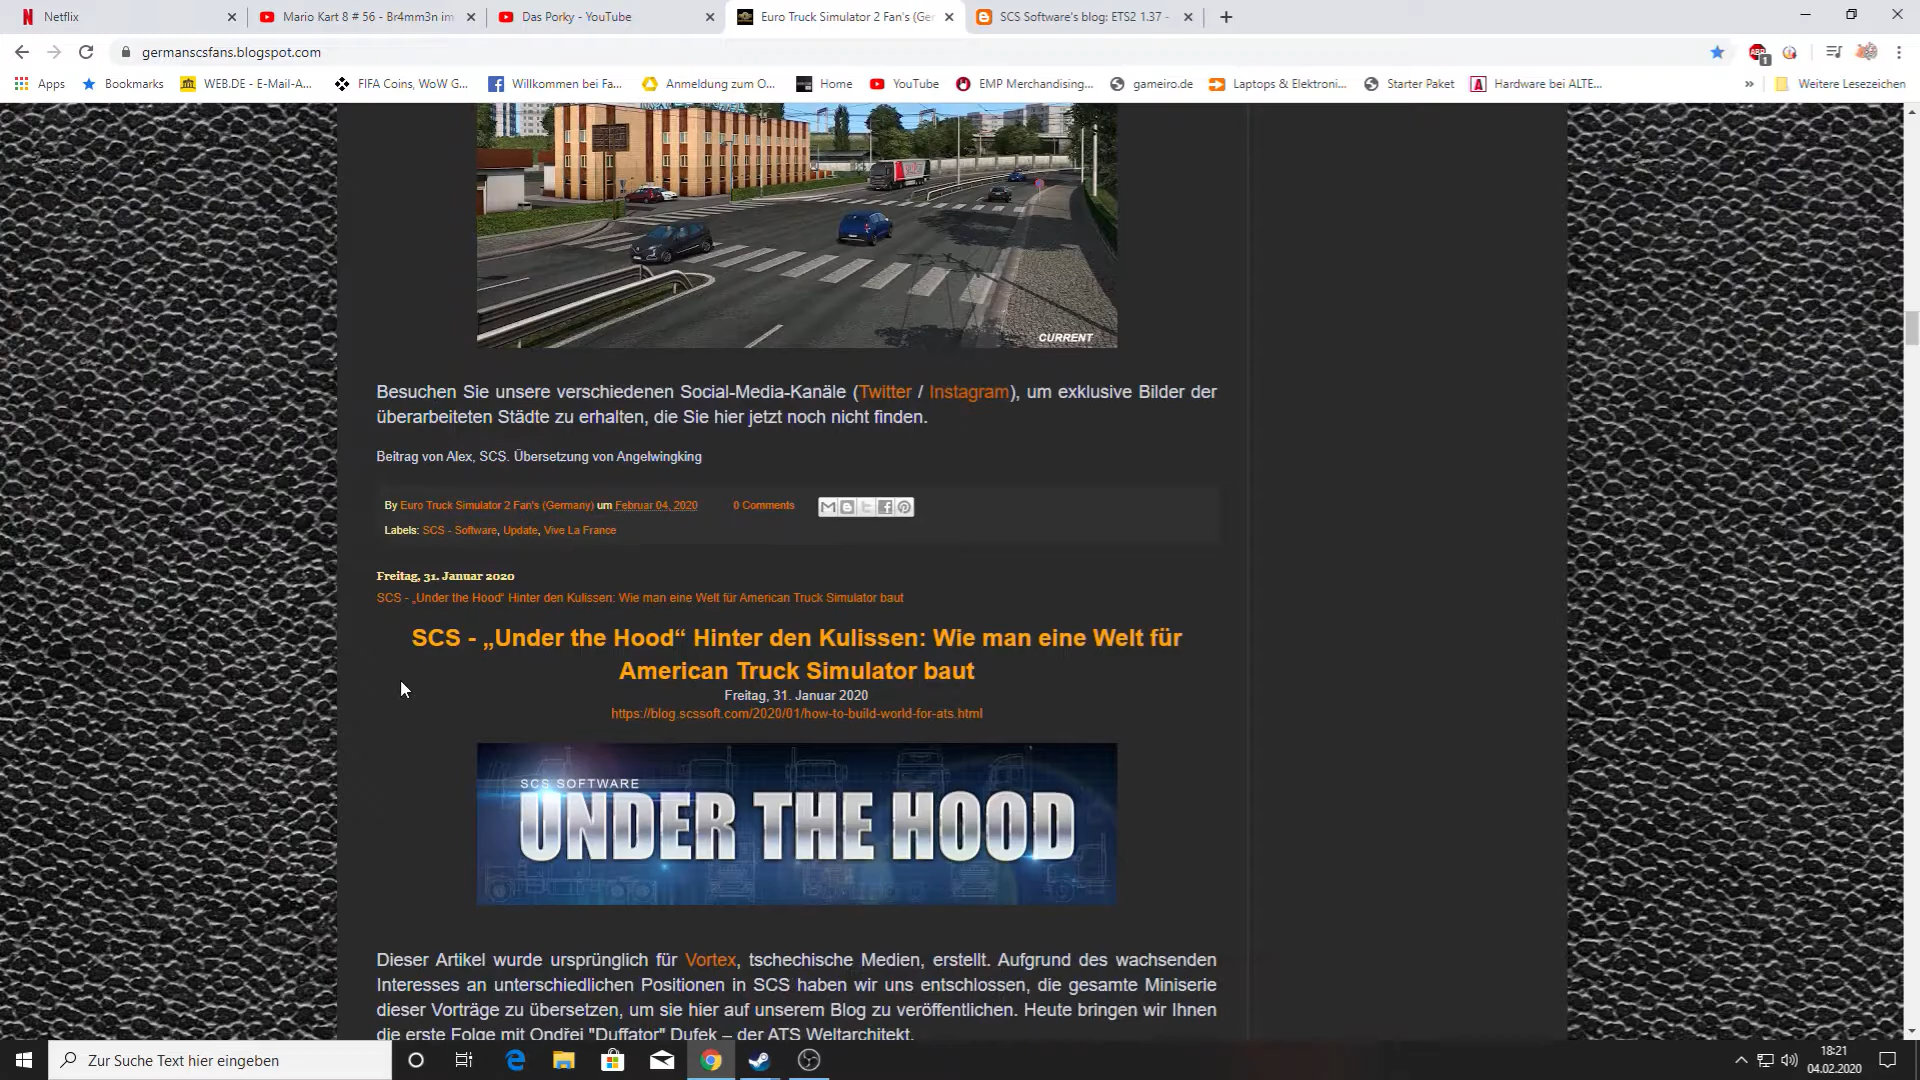 Netflix
Mario Kart 8 # 56 - Br4mm3n im
Das Porky - YouTube
Euro Truck Simulator 2 Fan's (Ger
SCS Software's blog: ETS2 1.37 -
germanscsfans.blogspot.com
ABP
1
Apps
Bookmarks
WEB.DE - E-Mail-A...
FIFA Coins, WoW G...
Willkommen bei Fa...
Anmeldung zum O...
Home
YouTube
EMP Merchandising...
gameiro.de
Laptops & Elektroni...
Starter Paket
Hardware bei ALTE...
»
Weitere Lesezeichen
CURRENT
Besuchen Sie unsere verschiedenen Social-Media-Kanäle (Twitter / Instagram), um exklusive Bilder der
überarbeiteten Städte zu erhalten, die Sie hier jetzt noch nicht finden.
Beitrag von Alex, SCS. Übersetzung von Angelwingking
By Euro Truck Simulator 2 Fan's (Germany) um Februar 04, 2020 0 Comments
Labels: SCS - Software, Update, Vive La France
Freitag, 31. Januar 2020
SCS - „Under the Hood“ Hinter den Kulissen: Wie man eine Welt für American Truck Simulator baut
SCS - „Under the Hood“ Hinter den Kulissen: Wie man eine Welt für
American Truck Simulator baut
Freitag, 31. Januar 2020
https://blog.scssoft.com/2020/01/how-to-build-world-for-ats.html
SCS SOFTWARE
UNDER THE HOOD
Dieser Artikel wurde ursprünglich für Vortex, tschechische Medien, erstellt. Aufgrund des wachsenden
Interesses an unterschiedlichen Positionen in SCS haben wir uns entschlossen, die gesamte Miniserie
dieser Vorträge zu übersetzen, um sie hier auf unserem Blog zu veröffentlichen. Heute bringen wir Ihnen
die erste Folge mit Ondřej "Duffator" Dufek – der ATS Weltarchitekt.
Zur Suche Text hier eingeben
18:21
04.02.2020